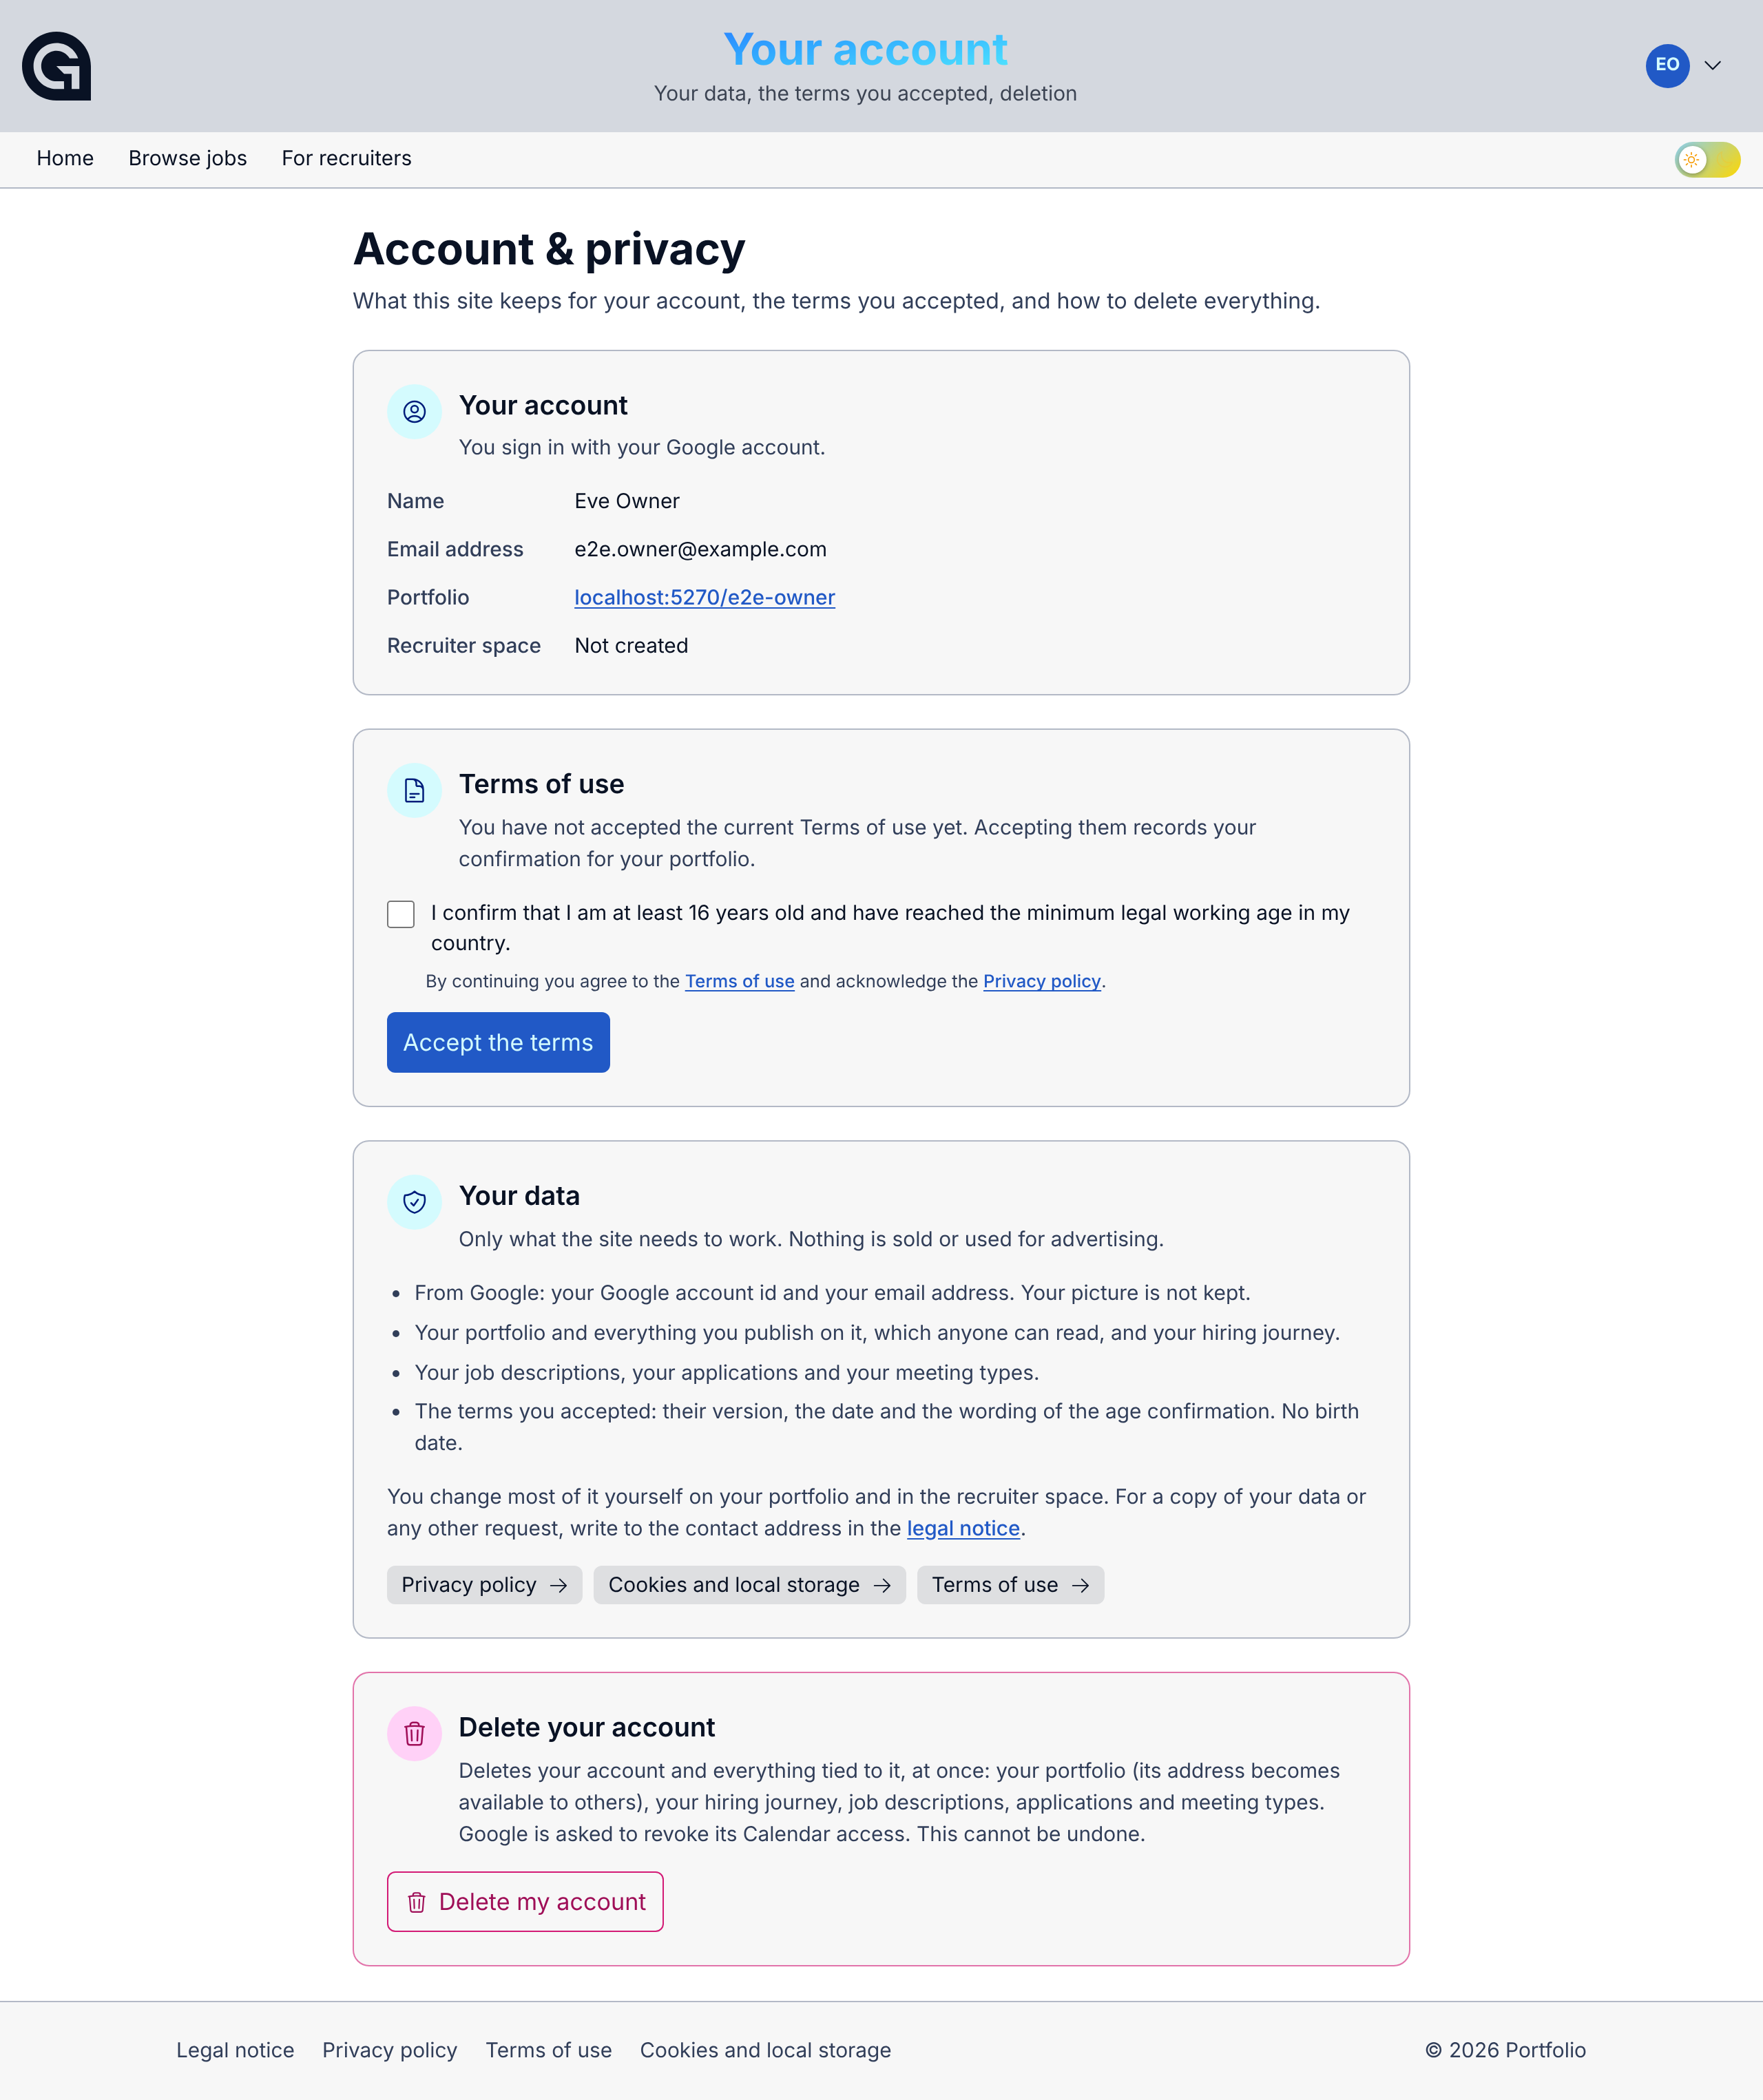 Your account
Your data, the terms you accepted, deletion
EO
Home Browse jobs For recruiters
Account & privacy
What this site keeps for your account, the terms you accepted, and how to delete everything.
Your account
You sign in with your Google account.
Name Eve Owner
Email address e2e.owner@example.com
Portfolio localhost:5270/e2e-owner
Recruiter space Not created
Terms of use
You have not accepted the current Terms of use yet. Accepting them records your
confirmation for your portfolio.
I confirm that I am at least 16 years old and have reached the minimum legal working age in my
country.
By continuing you agree to the Terms of use and acknowledge the Privacy policy.
Accept the terms
Your data
Only what the site needs to work. Nothing is sold or used for advertising.
• From Google: your Google account id and your email address. Your picture is not kept.
• Your portfolio and everything you publish on it, which anyone can read, and your hiring journey.
• Your job descriptions, your applications and your meeting types.
• The terms you accepted: their version, the date and the wording of the age confirmation. No birth
date.
You change most of it yourself on your portfolio and in the recruiter space. For a copy of your data or
any other request, write to the contact address in the legal notice.
Privacy policy → Cookies and local storage → Terms of use →
Delete your account
Deletes your account and everything tied to it, at once: your portfolio (its address becomes
available to others), your hiring journey, job descriptions, applications and meeting types.
Google is asked to revoke its Calendar access. This cannot be undone.
Delete my account
Legal notice Privacy policy Terms of use Cookies and local storage © 2026 Portfolio